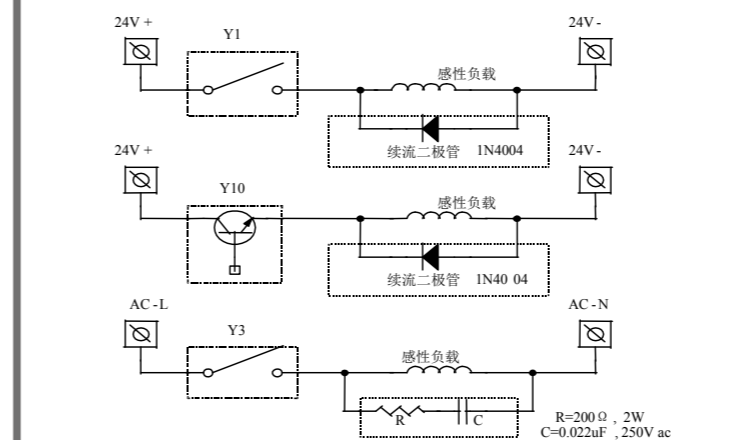 24V + 24V -
Y1
感性负载
续流二极管 1N4004
24V + 24V -
Y10
感性负载
续流二极管 1N40 04
AC-L AC-N
Y3
感性负载
R C
R=200Ω , 2W
C=0.022uF , 250V ac